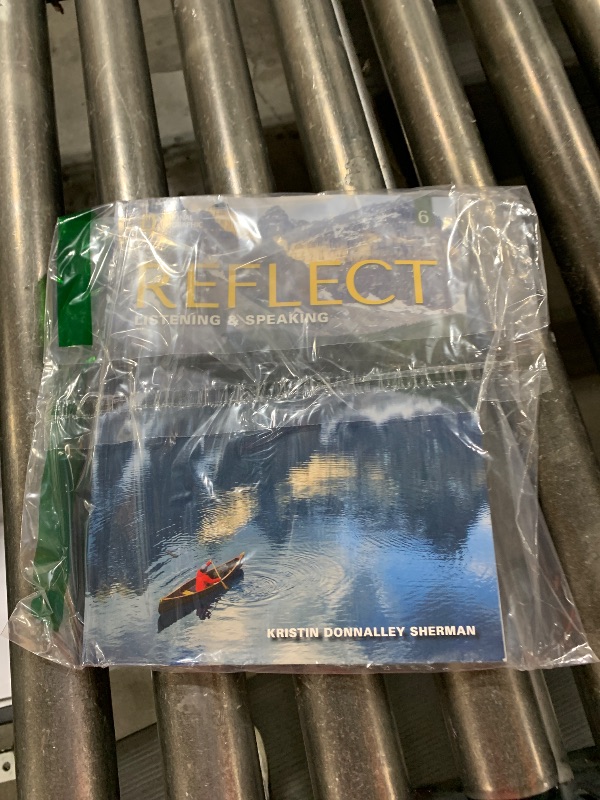 6
REFLECT
LISTENING & SPEAKING
KRISTIN DONNALLEY SHERMAN